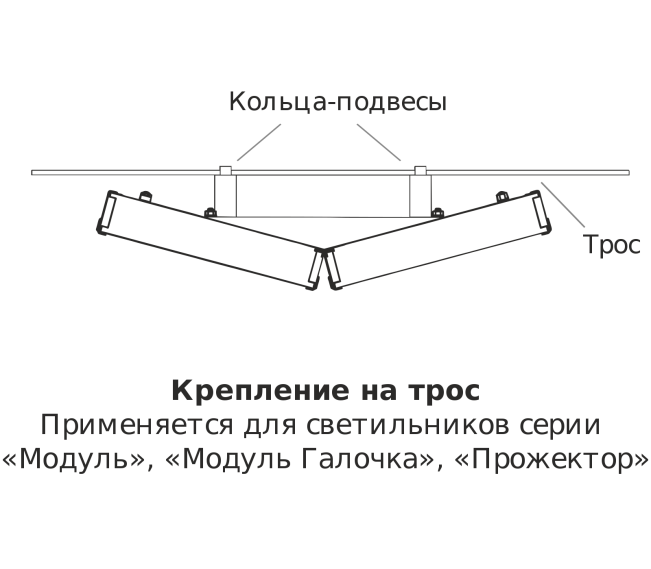 Кольца-подвесы
Трос
Крепление на трос
Применяется для светильников серии
«Модуль», «Модуль Галочка», «Прожектор»